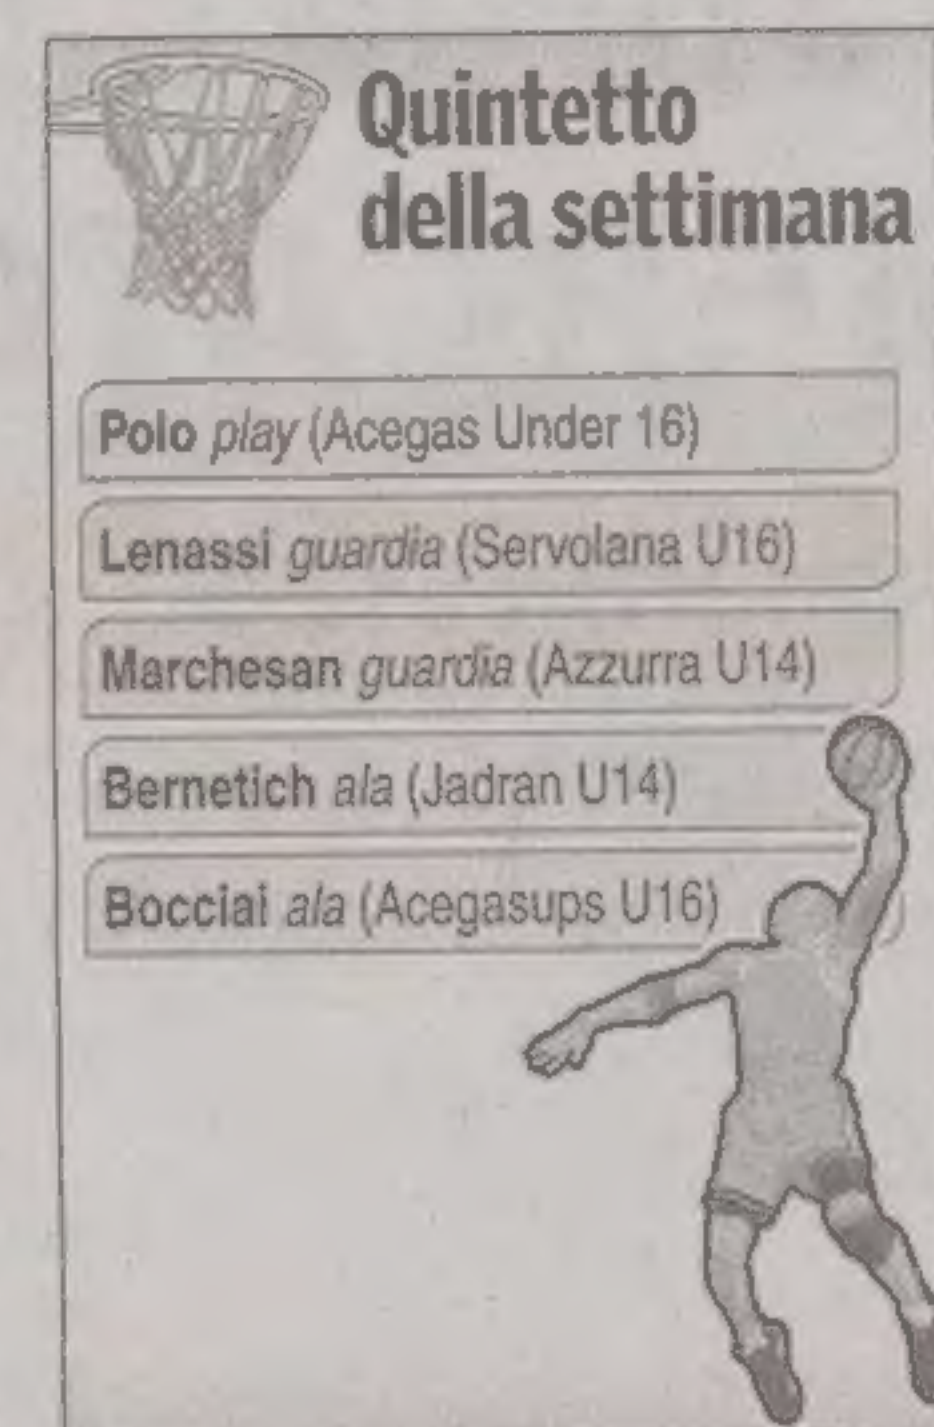 Quintetto
della settimana
Polo play (Acegas Under 16)
Lenassi guardia (Servolana U16)
Marchesan guardia (Azzurra U14)
Bernetich ala (Jadran U14)
Bocciai ala (Acegasups U16)